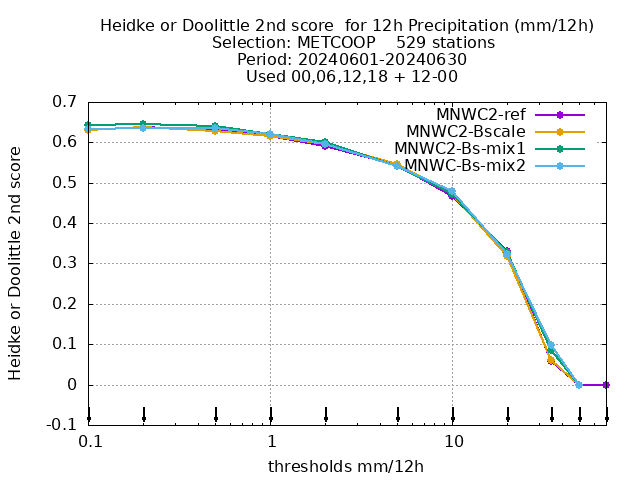 Heidke or Doolittle 2nd score  for 12h Precipitation (mm/12h)
Selection: METCOOP    529 stations
Period: 20240601-20240630
Used 00,06,12,18 + 12-00
MNWC2-ref
MNWC2-Bscale
MNWC2-Bs-mix1
MNWC-Bs-mix2
Heidke or Doolittle 2nd score
0.7
0.6
0.5
0.4
0.3
0.2
0.1
0
-0.1
0.1 1 10
thresholds mm/12h